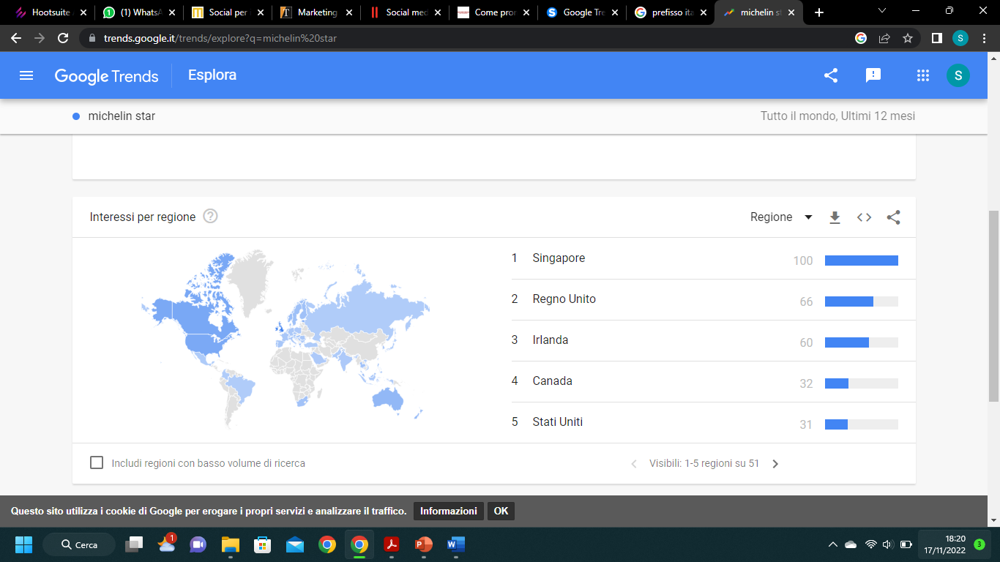 Hootsuite
(1) WhatsA
Social per
Marketing
Social med
Come pror
Google Tre
prefisso ita
michelin st
trends.google.it/trends/explore?q=michelin%20star
S
Google Trends
Esplora
S
michelin star
Tutto il mondo, Ultimi 12 mesi
Interessi per regione
Regione
1 Singapore 100
2 Regno Unito 66
3 Irlanda 60
4 Canada 32
5 Stati Uniti 31
Includi regioni con basso volume di ricerca
Visibili: 1-5 regioni su 51
Questo sito utilizza i cookie di Google per erogare i propri servizi e analizzare il traffico. Informazioni OK
Cerca
1
18:20
17/11/2022
3